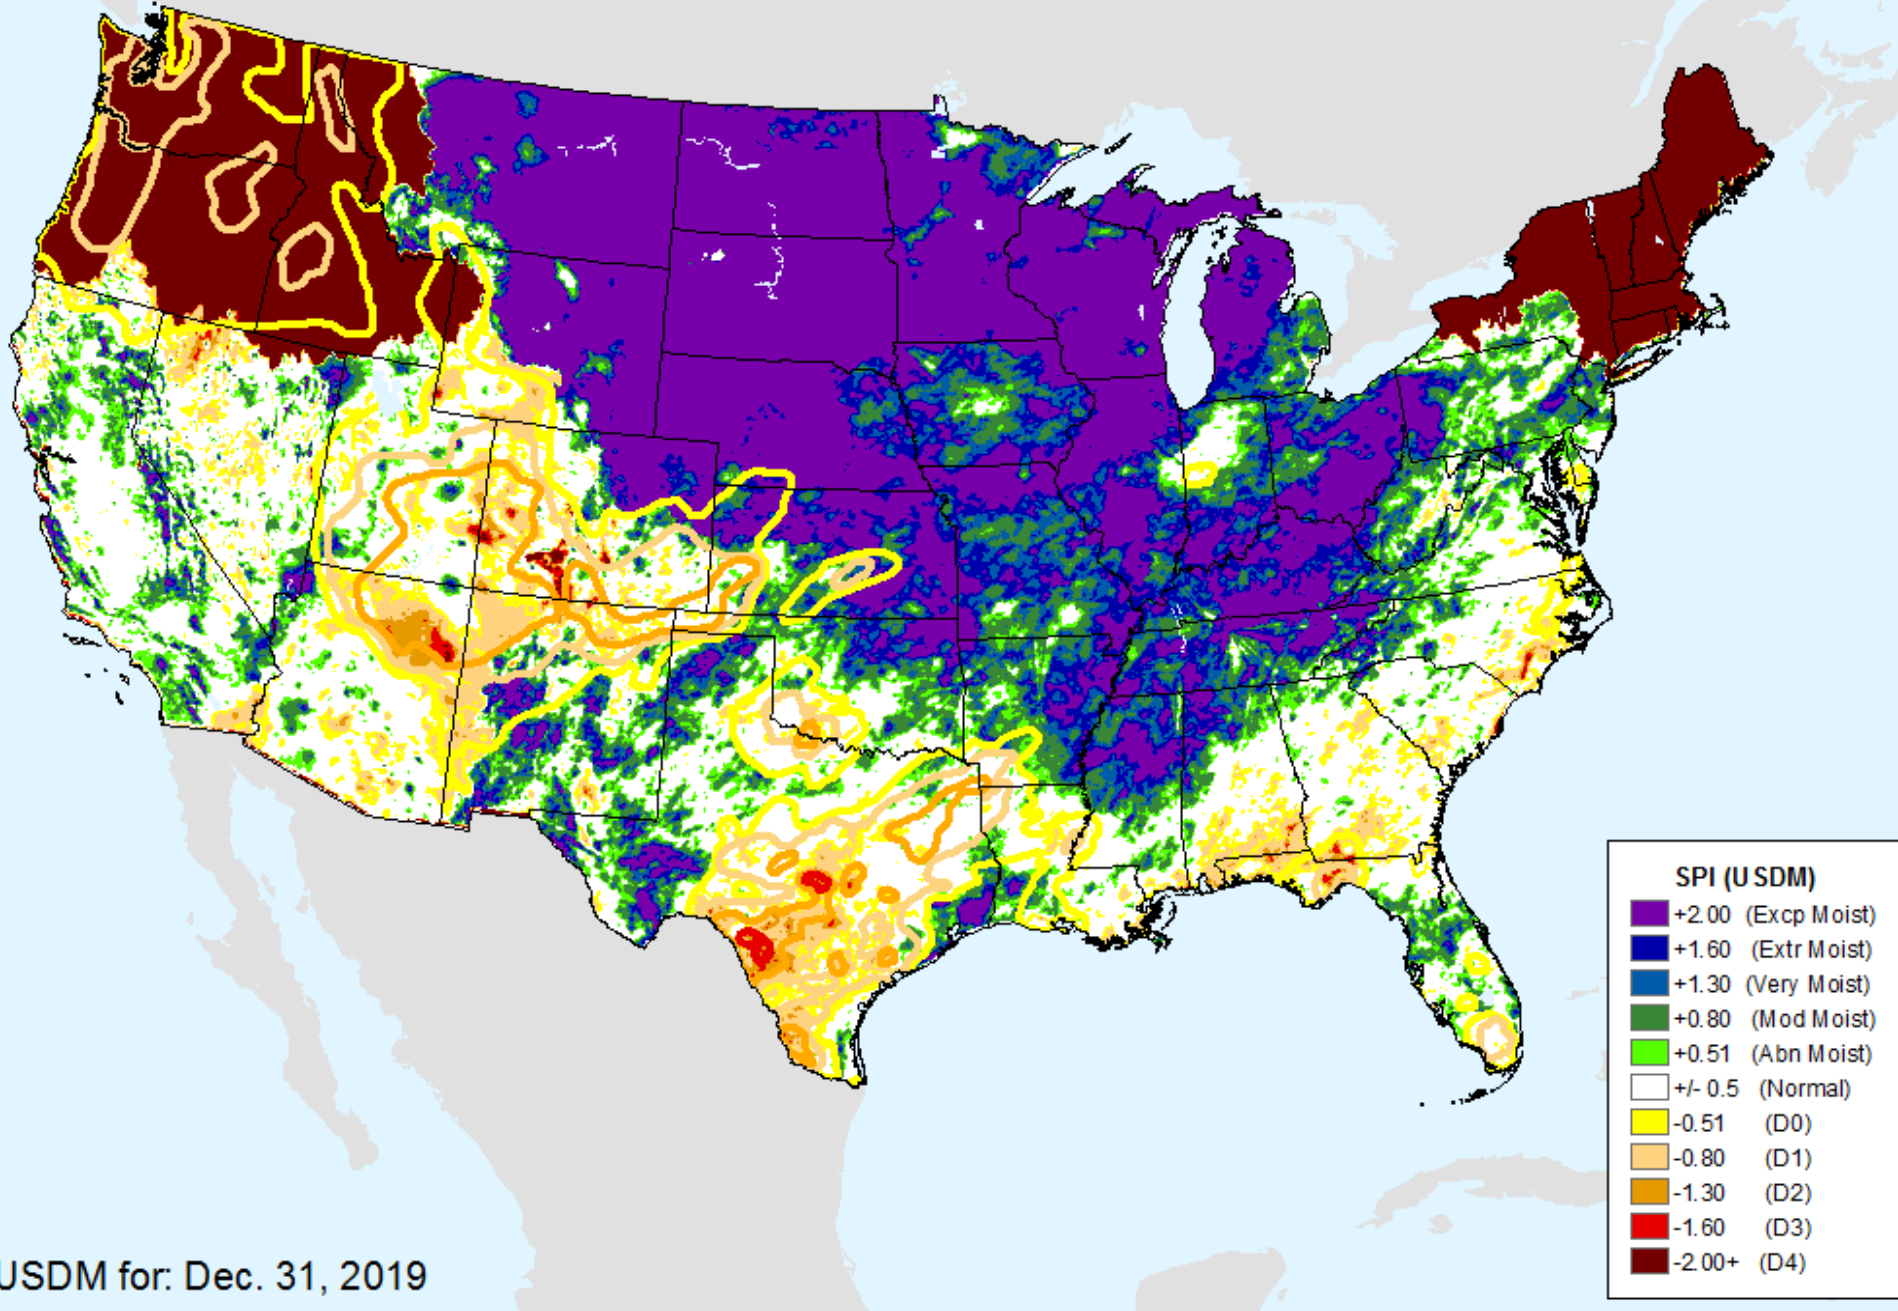 SPI (USDM)
+2.00 (Excp Moist)
+1.60 (Extr Moist)
+1.30 (Very Moist)
+0.80 (Mod Moist)
+0.51 (Abn Moist)
+/- 0.5 (Normal)
-0.51 (D0)
-0.80 (D1)
-1.30 (D2)
-1.60 (D3)
-2.00+ (D4)
USDM for: Dec. 31, 2019